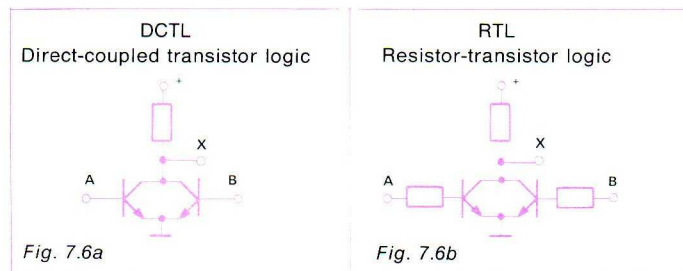 DCTL
Direct-coupled transistor logic
+
X
A
B
Fig. 7.6a
RTL
Resistor-transistor logic
+
X
A
B
Fig. 7.6b